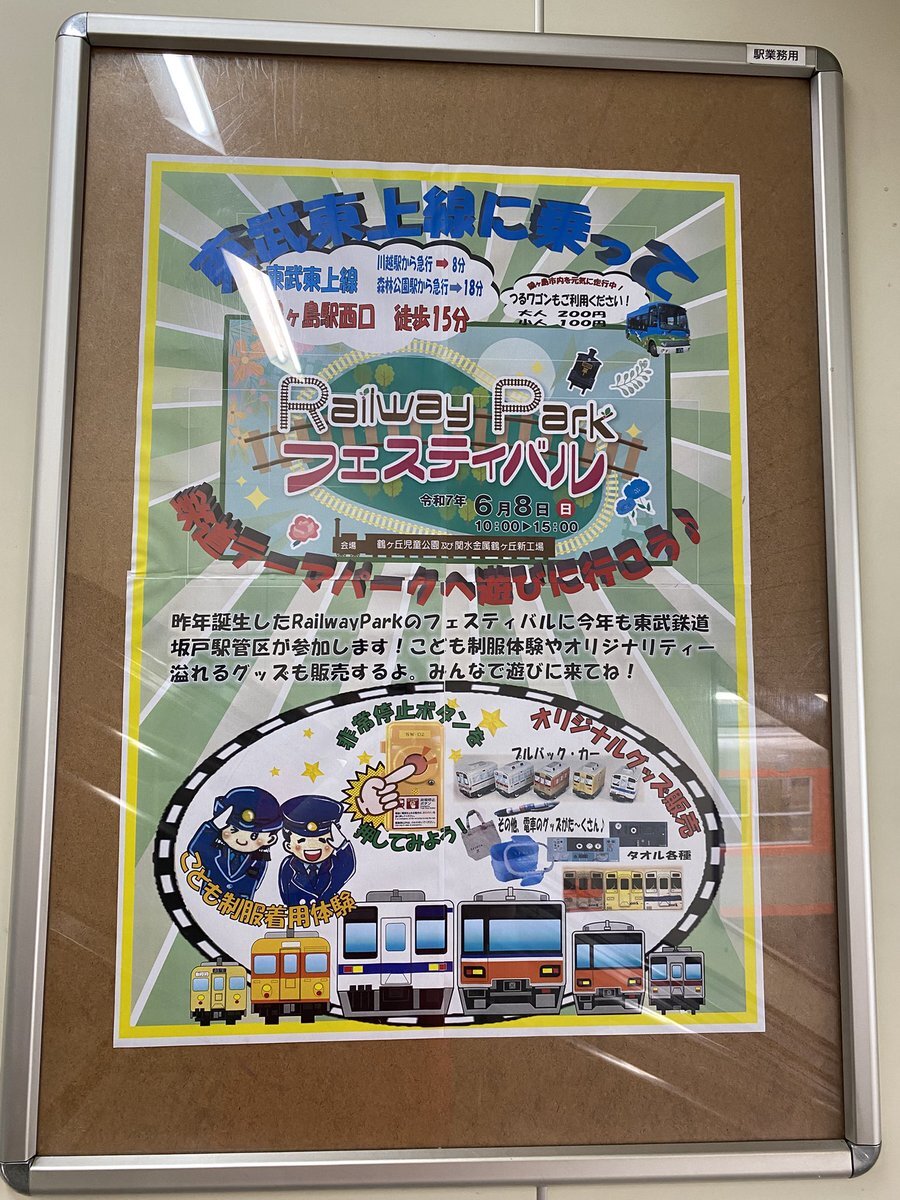 駅業務用
東武東上線に乗って
東武東上線
川越駅から急行➡8分
森林公園駅から急行➡18分
ヶ島駅西口 徒歩15分
鶴ヶ島市内を元気に走行中
つるワゴンもご利用ください!
大人 200円
小人 100円
Railway Park
フェスティバル
令和7年 6月8日 日
10:00▶15:00
会場 鶴ヶ丘児童公園及び関水金属鶴ヶ丘新工場
鉄道テーマパークへ遊びに行こう♪
昨年誕生したRailwayParkのフェスティバルに今年も東武鉄道
坂戸駅管区が参加します!こども制服体験やオリジナリティー
溢れるグッズも販売するよ。みんなで遊びに来てね!
非常停止ボタンを
押してみよう!
オリジナルグッズ販売
プルバック・カー
その他、電車のグッズがた~くさん♪
タオル各種
こども制服着用体験